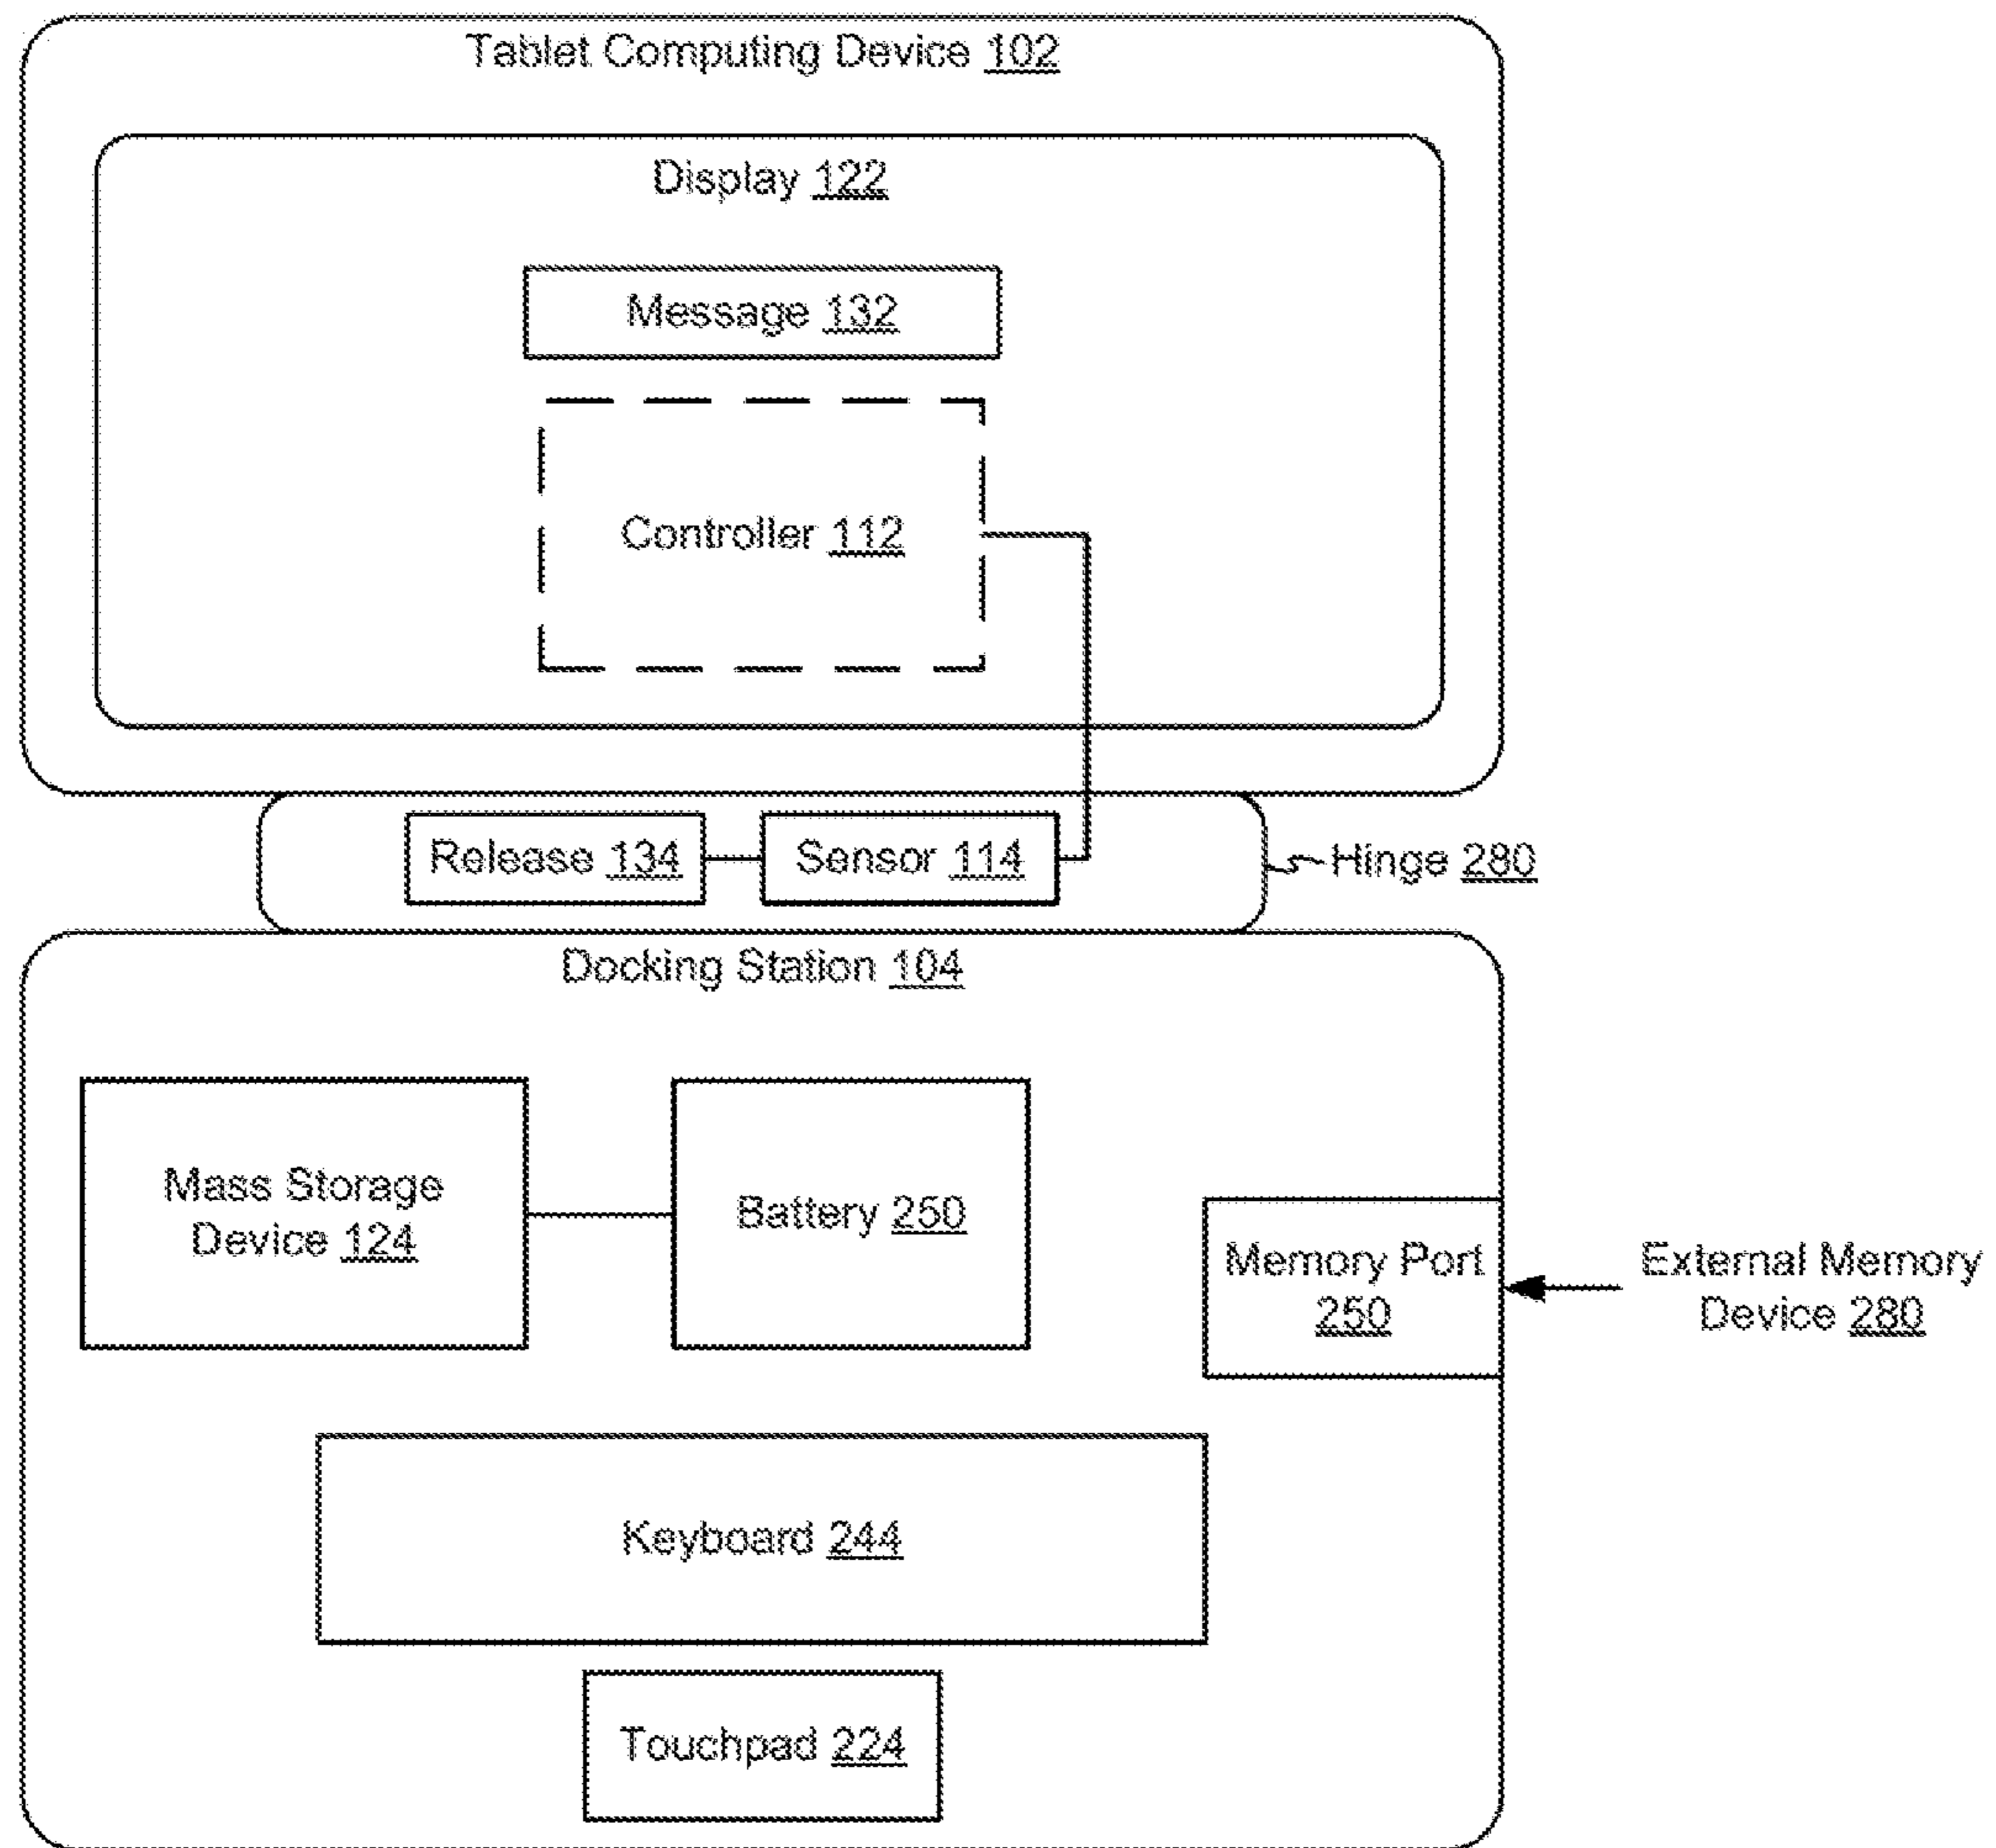 Tablet Computing Device 102
Display 122
Message 132
Controller 112
Release 134
Sensor 114
Hinge 280
Docking Station 104
Mass Storage
Device 124
Battery 250
Memory Port
250
External Memory
Device 280
Keyboard 244
Touchpad 224